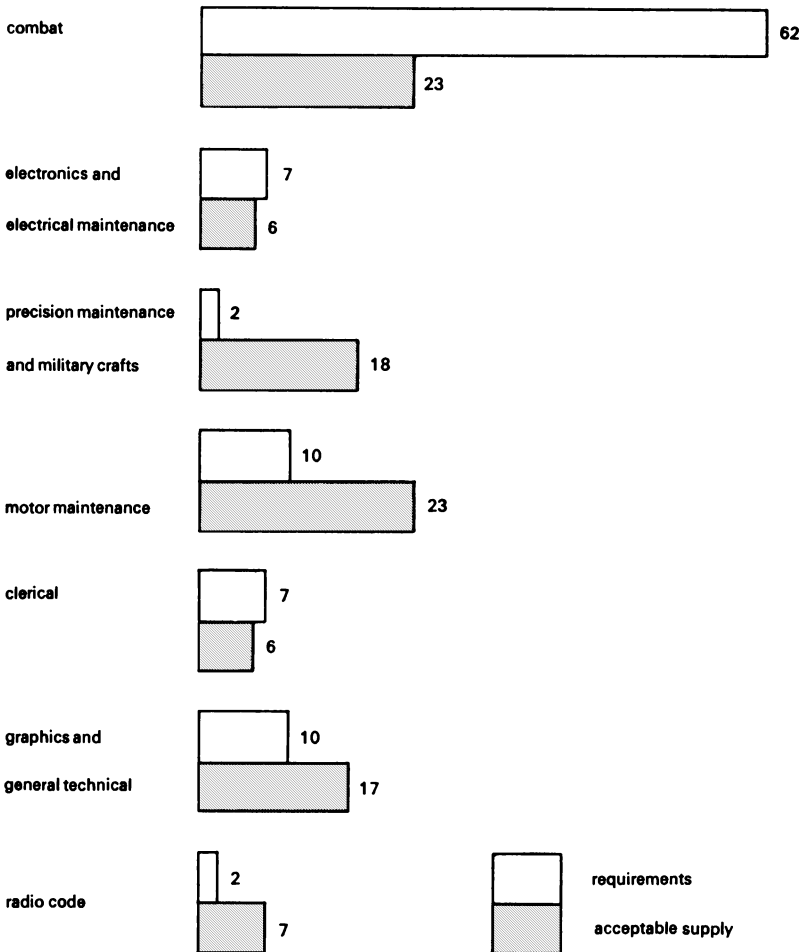 combat
62
23
electronics and
7
electrical maintenance
6
precision maintenance
2
and military crafts
18
10
motor maintenance
23
clerical
7
6
graphics and
10
general technical
17
radio code
2
7
requirements
acceptable supply